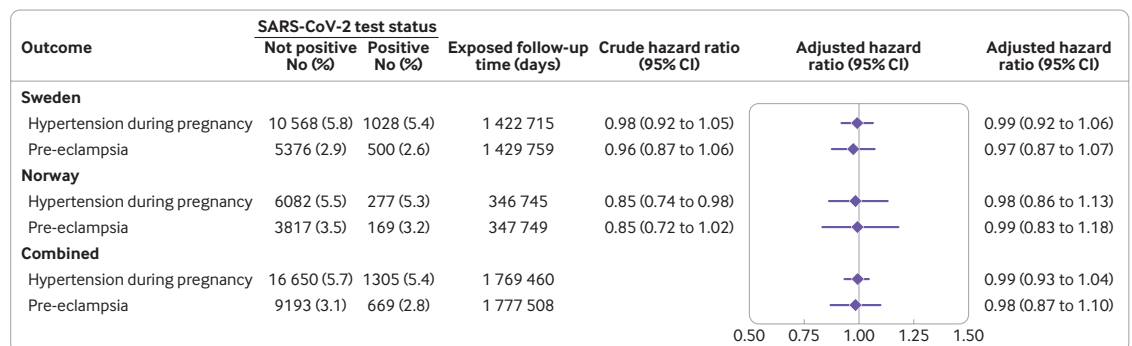 SARS-CoV-2 test status
Outcome Not positive No (%) Positive No (%) Exposed follow-up time (days) Crude hazard ratio (95% CI) Adjusted hazard ratio (95% CI) Adjusted hazard ratio (95% CI)
Sweden
Hypertension during pregnancy 10 568 (5.8) 1028 (5.4) 1 422 715 0.98 (0.92 to 1.05) 0.99 (0.92 to 1.06)
Pre-eclampsia 5376 (2.9) 500 (2.6) 1 429 759 0.96 (0.87 to 1.06) 0.97 (0.87 to 1.07)
Norway
Hypertension during pregnancy 6082 (5.5) 277 (5.3) 346 745 0.85 (0.74 to 0.98) 0.98 (0.86 to 1.13)
Pre-eclampsia 3817 (3.5) 169 (3.2) 347 749 0.85 (0.72 to 1.02) 0.99 (0.83 to 1.18)
Combined
Hypertension during pregnancy 16 650 (5.7) 1305 (5.4) 1 769 460 0.99 (0.93 to 1.04)
Pre-eclampsia 9193 (3.1) 669 (2.8) 1 777 508 0.98 (0.87 to 1.10)
0.50 0.75 1.00 1.25 1.50